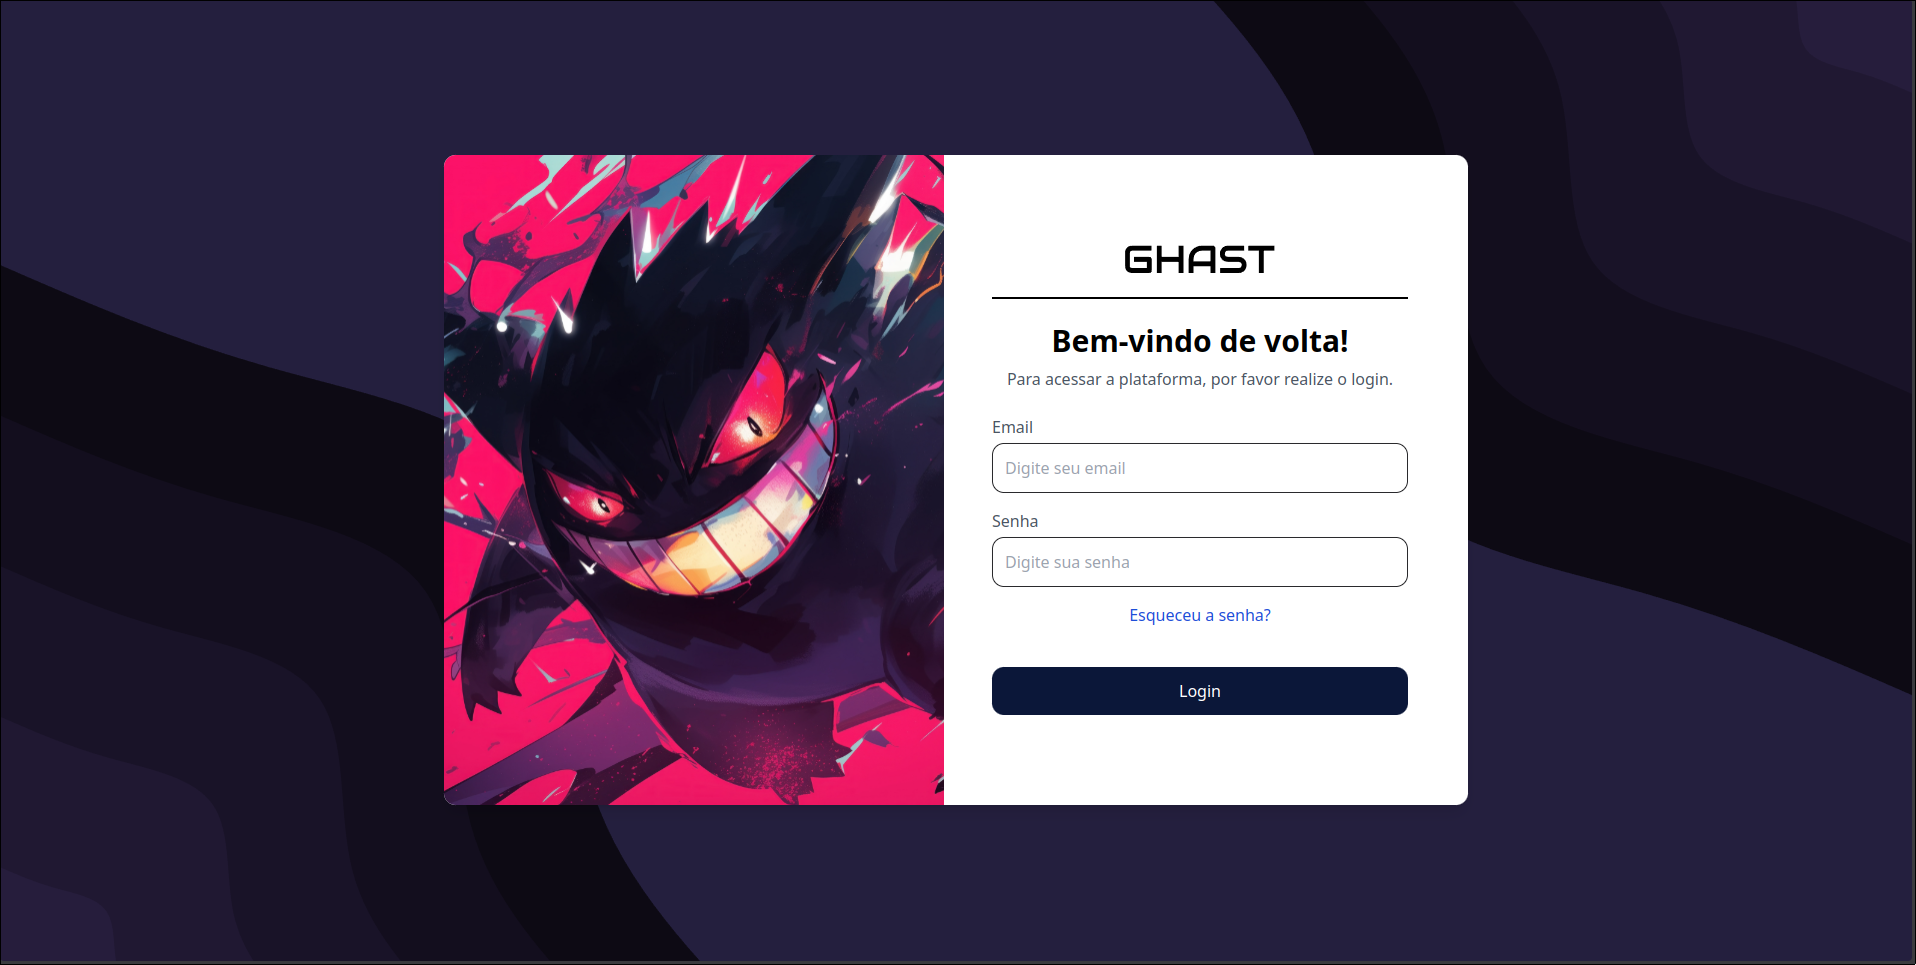 GHAST
Bem-vindo de volta!
Para acessar a plataforma, por favor realize o login.
Email
Digite seu email
Senha
Digite sua senha
Esqueceu a senha?
Login